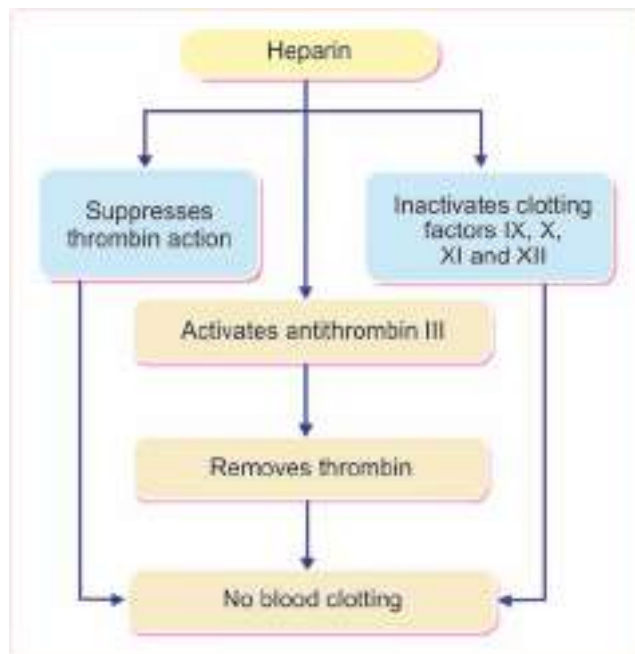 Heparin
Suppresses
thrombin action
Inactivates clotting
factors IX, X,
XI and XII
Activates antithrombin III
Removes thrombin
No blood clotting